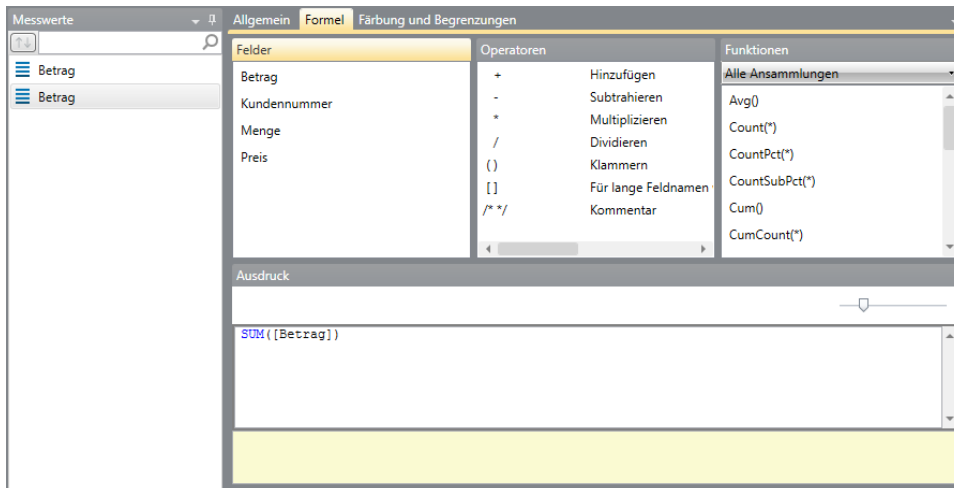 Messwerte
Betrag
Betrag
Allgemein Formel Färbung und Begrenzungen
Felder
Betrag
Kundennummer
Menge
Preis
Operatoren
+ Hinzufügen
- Subtrahieren
* Multiplizieren
/ Dividieren
( ) Klammern
[ ] Für lange Feldnamen
/* */ Kommentar
Funktionen
Alle Ansammlungen
Avg()
Count(*)
CountPct(*)
CountSubPct(*)
Cum()
CumCount(*)
Ausdruck
SUM([Betrag])